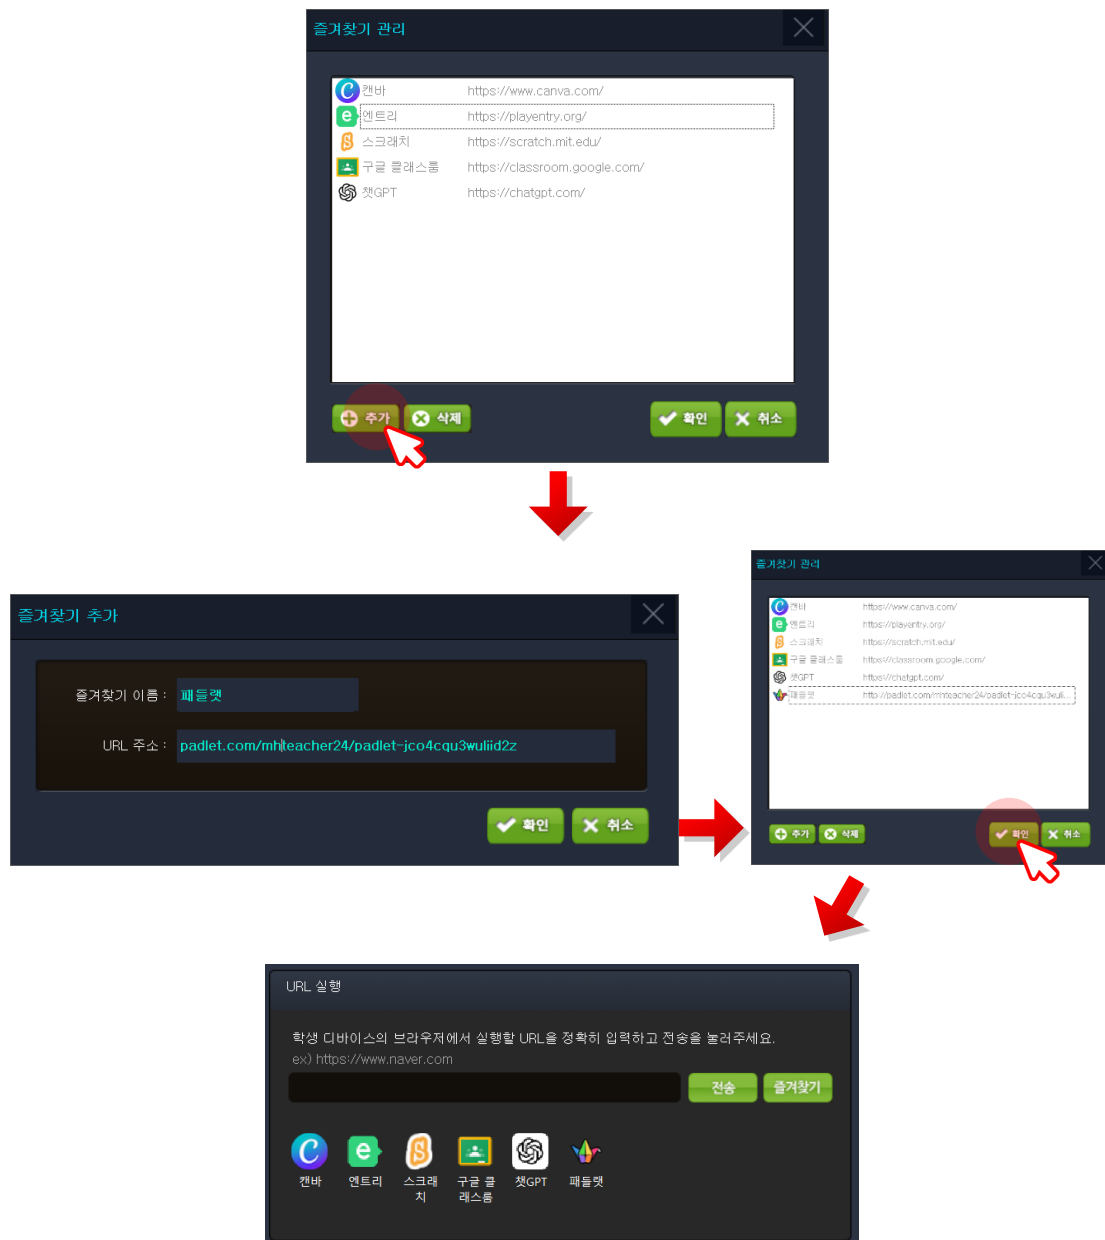 즐겨찾기 관리
캔바 https://www.canva.com/
엔트리 https://playentry.org/
스크래치 https://scratch.mit.edu/
구글 클래스룸 https://classroom.google.com/
챗GPT https://chatgpt.com/
추가 삭제 확인 취소
즐겨찾기 추가
즐겨찾기 이름 : 패들랫
URL 주소 : padlet.com/mhteacher24/padlet-jco4cqu3wuliid2z
확인 취소
즐겨찾기 관리
캔바 https://www.canva.com/
엔트리 https://playentry.org/
스크래치 https://scratch.mit.edu/
구글 클래스룸 https://classroom.google.com/
챗GPT https://chatgpt.com/
패들랫 http://padlet.com/mhteacher24/padlet-jco4cqu3wuli...
추가 삭제 확인 취소
URL 실행
학생 디바이스의 브라우저에서 실행할 URL을 정확히 입력하고 전송을 눌러주세요.
ex) https://www.naver.com
전송 즐겨찾기
캔바 엔트리 스크래 구글 클 챗GPT 패들랫
치 래스룸